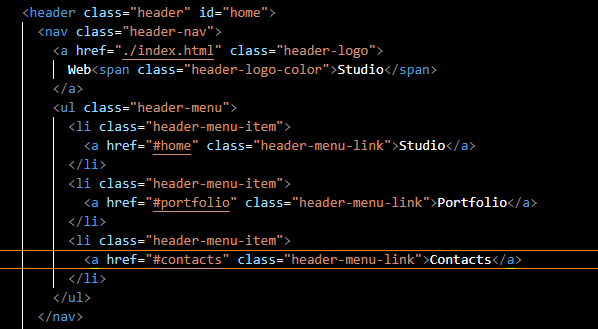 <header class="header" id="home">
<nav class="header-nav">
<a href="./index.html" class="header-logo">
Web<span class="header-logo-color">Studio</span>
</a>
<ul class="header-menu">
<li class="header-menu-item">
<a href="#home" class="header-menu-link">Studio</a>
</li>
<li class="header-menu-item">
<a href="#portfolio" class="header-menu-link">Portfolio</a>
</li>
<li class="header-menu-item">
<a href="#contacts" class="header-menu-link">Contacts</a>
</li>
</ul>
</nav>